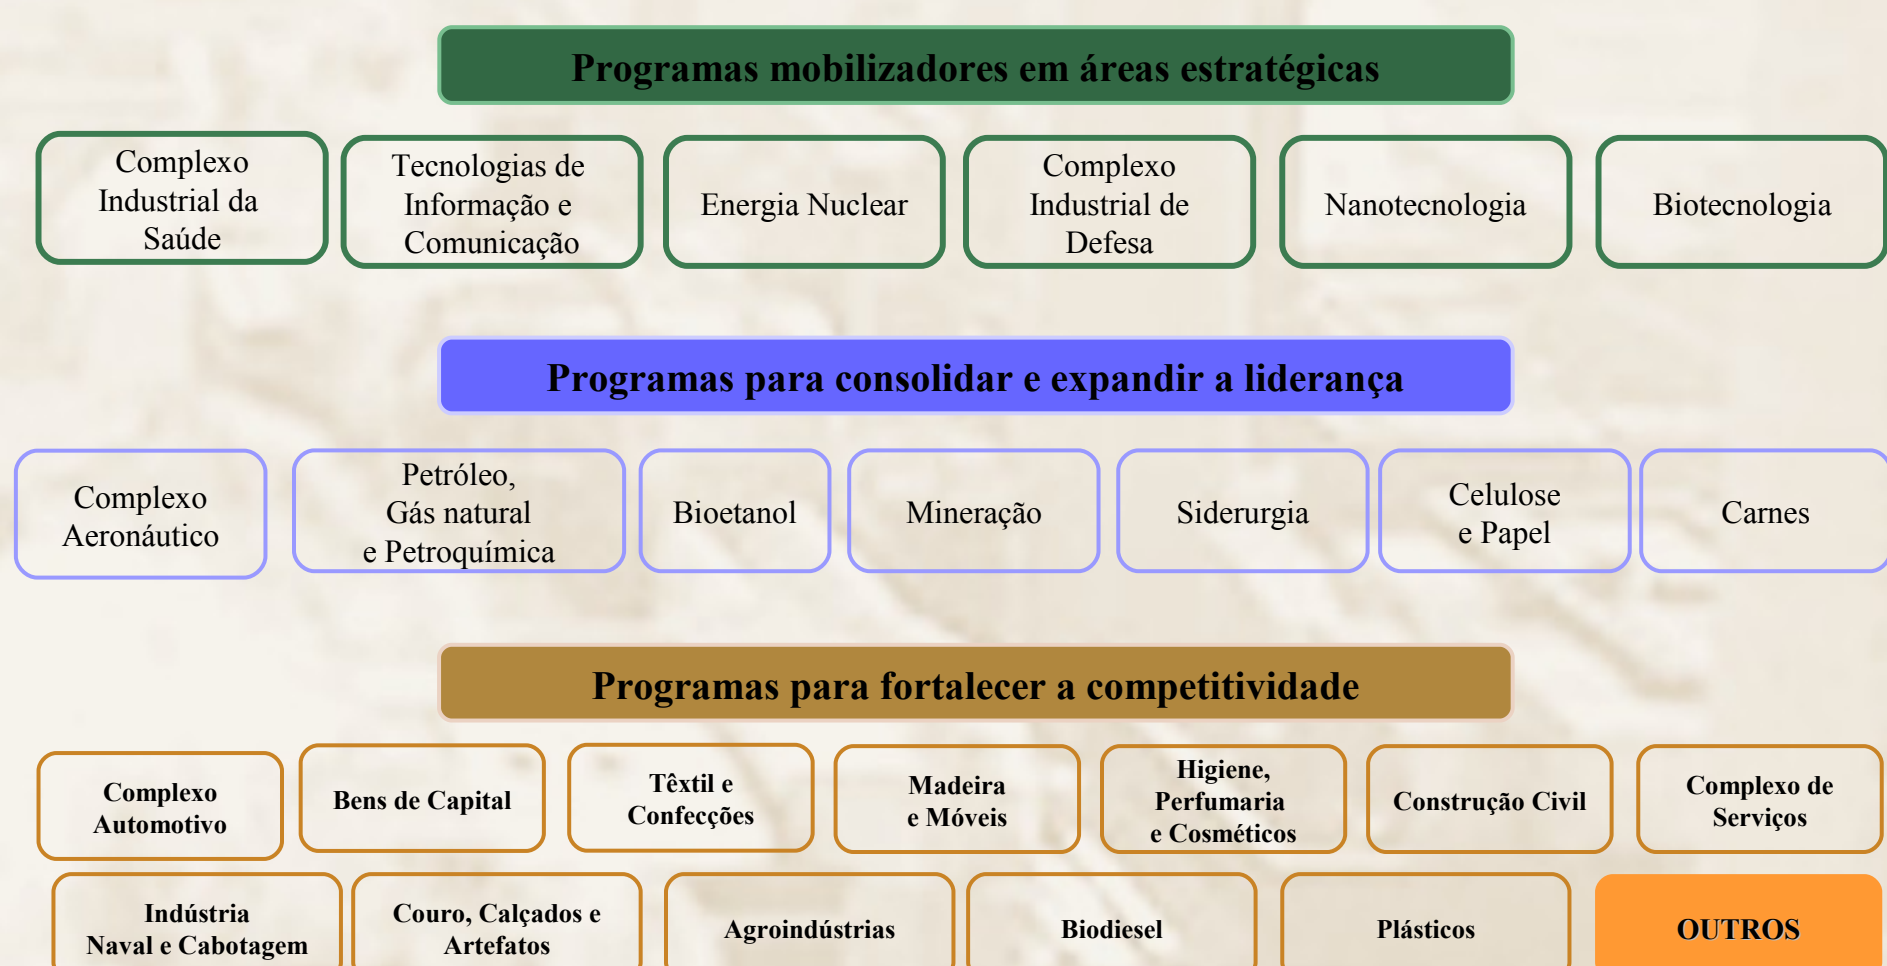 Programas mobilizadores em áreas estratégicas
Complexo
Industrial da
Saúde
Tecnologias de
Informação e
Comunicação
Energia Nuclear
Complexo
Industrial de
Defesa
Nanotecnologia
Biotecnologia
Programas para consolidar e expandir a liderança
Complexo
Aeronáutico
Petróleo,
Gás natural
e Petroquímica
Bioetanol
Mineração
Siderurgia
Celulose
e Papel
Carnes
Programas para fortalecer a competitividade
Complexo
Automotivo
Bens de Capital
Têxtil e
Confecções
Madeira
e Móveis
Higiene,
Perfumaria
e Cosméticos
Construção Civil
Complexo de
Serviços
Indústria
Naval e Cabotagem
Couro, Calçados e
Artefatos
Agroindústrias
Biodiesel
Plásticos
OUTROS